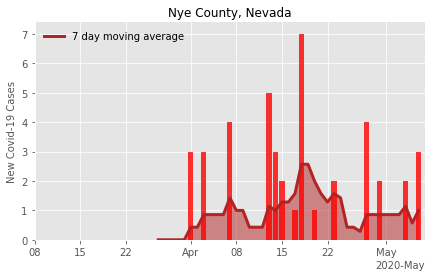 Nye County, Nevada
7 day moving average
New Covid-19 Cases
7
6
5
4
3
2
1
0
08 15 22 Apr 08 15 22 May
2020-May